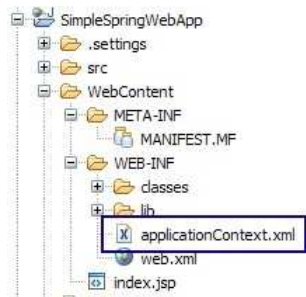 SimpleSpringWebApp
.settings
src
WebContent
META-INF
MANIFEST.MF
WEB-INF
classes
lib
applicationContext.xml
web.xml
index.jsp